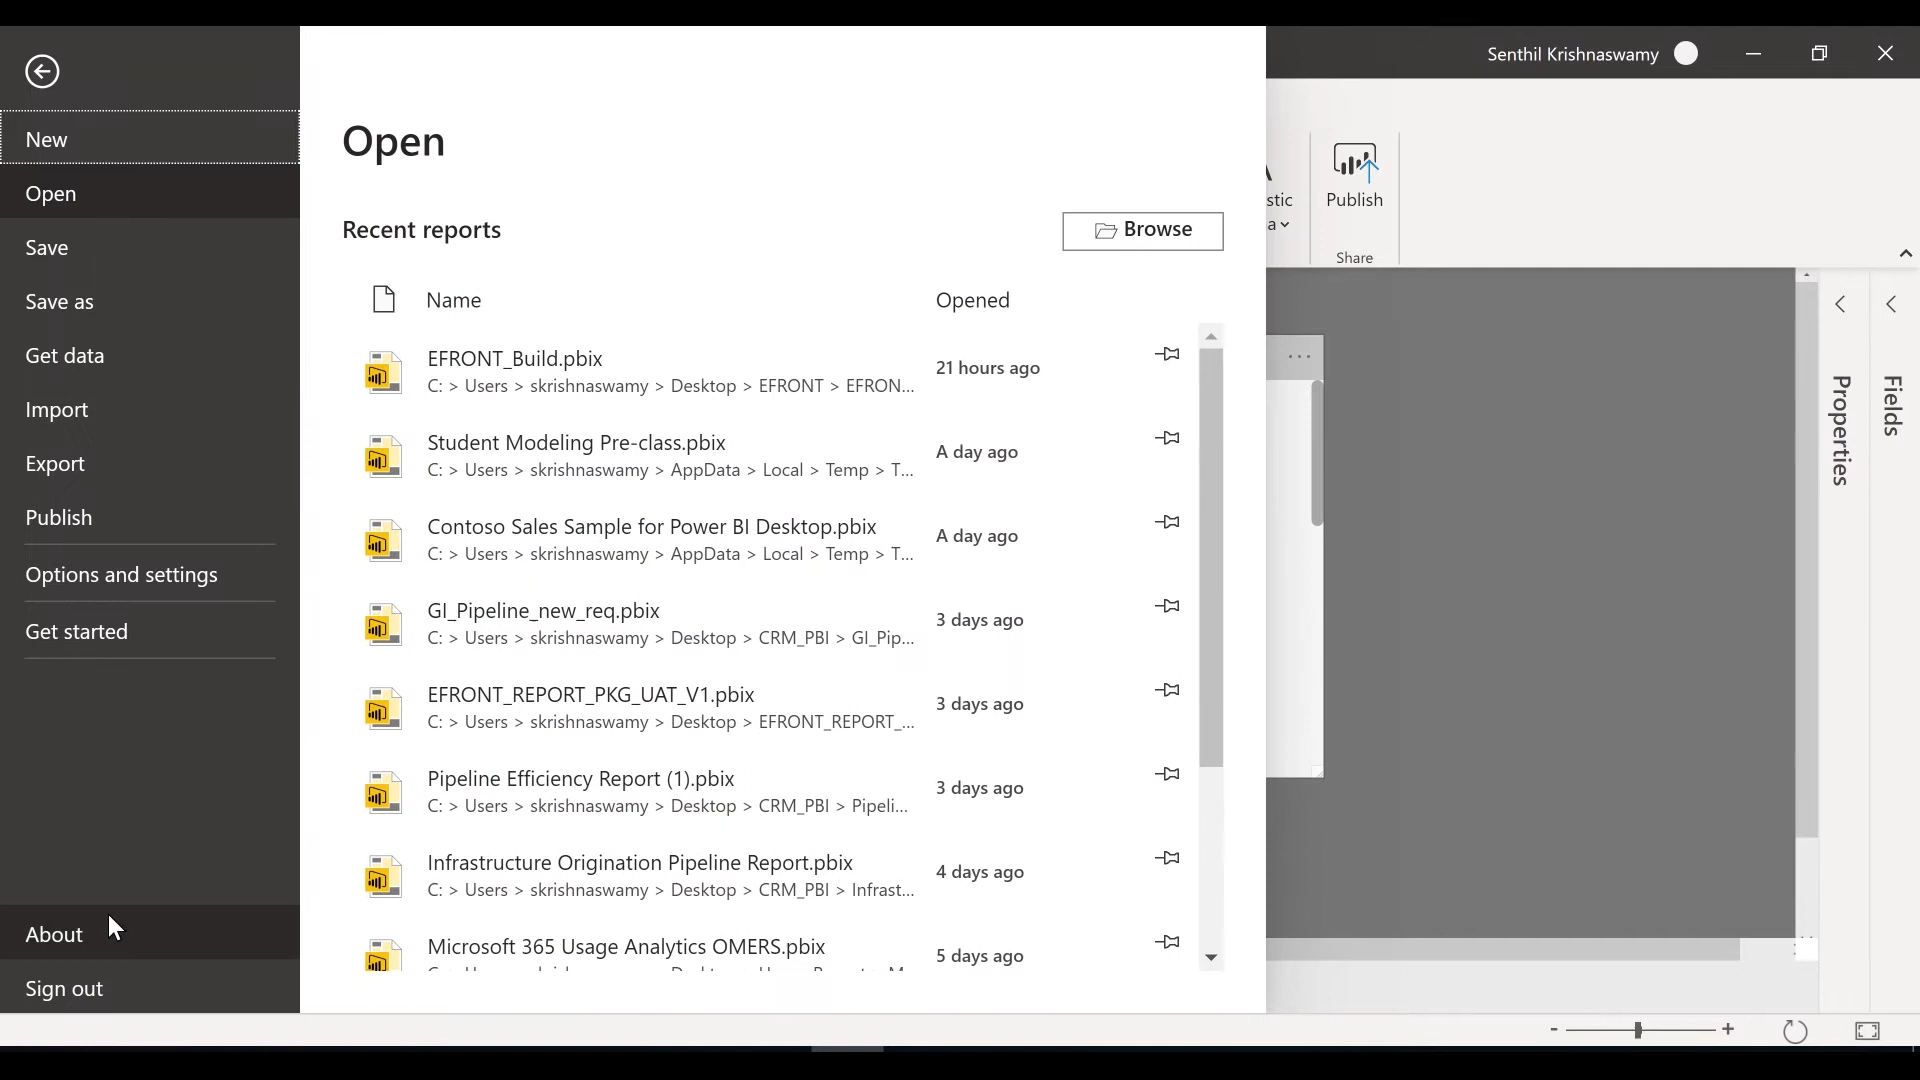 Senthil Krishnaswamy
New
Open
Save
Save as
Get data
Import
Export
Publish
Options and settings
Get started
About
Sign out
Open
Recent reports
Browse
Name
Opened
EFRONT_Build.pbix
C: > Users > skrishnaswamy > Desktop > EFRONT > EFRON...
21 hours ago
Student Modeling Pre-class.pbix
C: > Users > skrishnaswamy > AppData > Local > Temp > T...
A day ago
Contoso Sales Sample for Power BI Desktop.pbix
C: > Users > skrishnaswamy > AppData > Local > Temp > T...
A day ago
GI_Pipeline_new_req.pbix
C: > Users > skrishnaswamy > Desktop > CRM_PBI > GI_Pip...
3 days ago
EFRONT_REPORT_PKG_UAT_V1.pbix
C: > Users > skrishnaswamy > Desktop > EFRONT_REPORT_...
3 days ago
Pipeline Efficiency Report (1).pbix
C: > Users > skrishnaswamy > Desktop > CRM_PBI > Pipeli...
3 days ago
Infrastructure Origination Pipeline Report.pbix
C: > Users > skrishnaswamy > Desktop > CRM_PBI > Infrast...
4 days ago
Microsoft 365 Usage Analytics OMERS.pbix
5 days ago
stic
a
Publish
Share
Properties
Fields